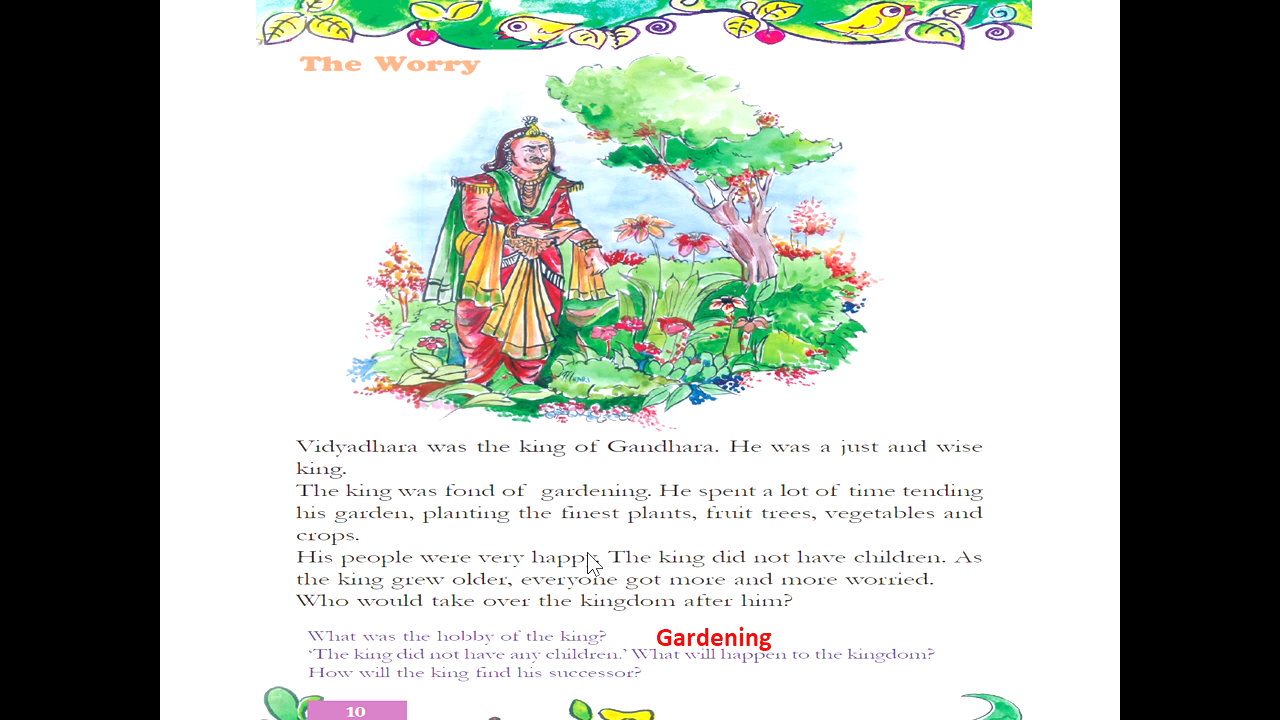 The Worry
Vidyadhara was the king of Gandhara. He was a just and wise
king.
The king was fond of gardening. He spent a lot of time tending
his garden, planting the finest plants, fruit trees, vegetables and
crops.
His people were very happy. The king did not have children. As
the king grew older, everyone got more and more worried.
Who would take over the kingdom after him?
What was the hobby of the king? Gardening
‘The king did not have any children.’ What will happen to the kingdom?
How will the king find his successor?
10